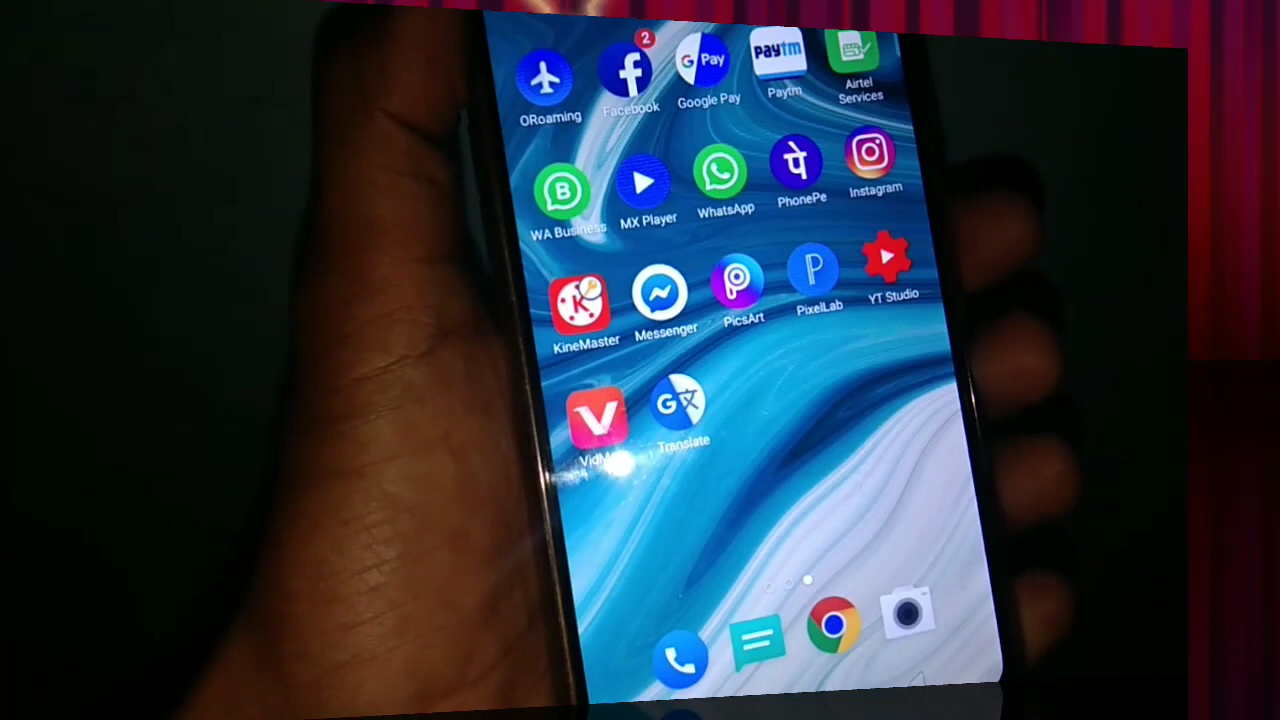 2
G Pay
Paytm
ORoaming
Facebook
Google Pay
Paytm
Airtel
Services
B
पे
WA Business
MX Player
WhatsApp
PhonePe
Instagram
K
P
P
KineMaster
Messenger
PicsArt
PixelLab
YT Studio
G 文
Translate